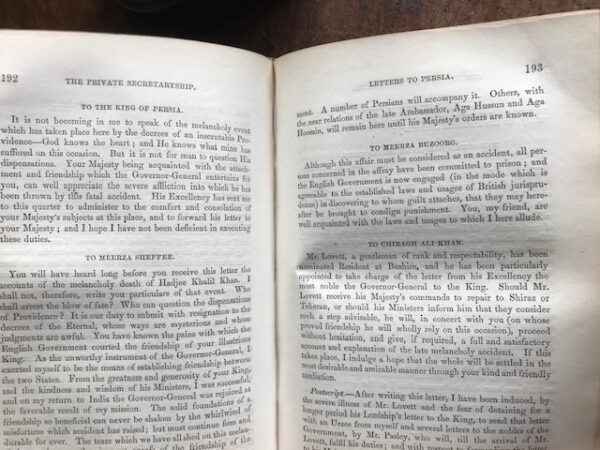 192
THE PRIVATE SECRETARYSHIP.
TO THE KING OF PERSIA.
It is not becoming in me to speak of the melancholy event
which has taken place here by the decrees of an inscrutable Pro-
vidence—God knows the heart; and He knows what mine has
suffered on this occasion. But it is not for man to question His
dispensations. Your Majesty being acquainted with the attach-
ment and friendship which the Governor-General entertains for
you, can well appreciate the severe affliction into which he has
been thrown by this fatal accident. His Excellency has sent me
to this quarter to administer to the comfort and consolation of
your Majesty's subjects at this place, and to forward his letter to
your Majesty; and I hope I have not been deficient in executing
these duties.
TO MEERZA SHEFFEE.
You will have heard long before you receive this letter the
accounts of the melancholy death of Hadjee Khalil Khan. I
shall not, therefore, write you particulars of that event. Who
shall arrest the blow of fate? Who can question the dispensations
of Providence? It is our duty to submit with resignation to the
decrees of the Eternal, whose ways are mysterious and whose
judgments are awful. You have known the pains with which the
English Government courted the friendship of your illustrious
King. As the unworthy instrument of the Governor-General, I
exerted myself to be the means of establishing friendship between
the two States. From the greatness and generosity of your King,
and the kindness and wisdom of his Ministers, I was successful,
and on my return to India the Governor-General was rejoiced at
the favorable result of my mission. The solid foundations of a
friendship so beneficial can never be shaken by the whirlwind of
misfortune which accident has raised; but must continue firm and
durable for ever. The tears which we have all shed on this melan-
LETTERS TO PERSIA.
193
ment. A number of Persians will accompany it. Others, with
the near relations of the late Ambassador, Aga Hussun and Aga
Hossain, will remain here until his Majesty's orders are known.
TO MEERZA BUZOORG.
Although this affair must be considered as an accident, all per-
sons concerned in the affray have been committed to prison; and
the English Government is now engaged (in the mode which is
agreeable to the established laws and usages of British jurispru-
dence) in discovering to whom guilt attaches, that they may here-
after be brought to condign punishment. You, my friend, are
well acquainted with the laws and usages to which I here allude.
TO CHIRAGH ALI KHAN.
Mr. Lovett, a gentleman of rank and respectability, has been
nominated Resident at Bushire, and he has been particularly
appointed to take charge of the letter from his Excellency the
most noble the Governor-General to the King. Should Mr.
Lovett receive his Majesty's commands to repair to Shiraz or
Teheran, or should his Ministers inform him that they consider
such a step advisable, he will, in concert with you (on whose
proved friendship he will wholly rely on this occasion), proceed
without hesitation, and give, if required, a full and satisfactory
account and explanation of the late melancholy accident. If this
takes place, I indulge a hope that the whole will be settled in the
most desirable and amicable manner through your kind and friendly
mediation.
Postscript.—After writing this letter, I have been induced, by
the severe illness of Mr. Lovett and the fear of detaining for a
longer period his Lordship's letter to the King, to send that letter
with an Urzee from myself and several letters to the nobles of the
Government, by Mr. Pasley, who will, till the arrival of Mr.
Lovett, fulfil his duties; and with respect to forwarding the letter